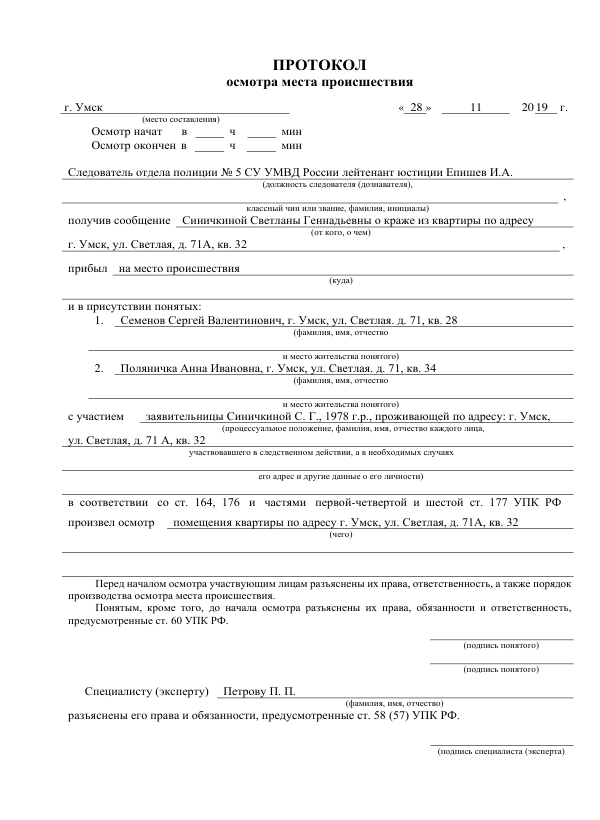 ПРОТОКОЛ
осмотра места происшествия
г. Умск « 28 » 11 2019 г.
(место составления)
Осмотр начат в ____ ч ____ мин
Осмотр окончен в ____ ч ____ мин
Следователь отдела полиции № 5 СУ УМВД России лейтенант юстиции Епишев И.А.
(должность следователя (дознавателя),
,
классный чин или звание, фамилия, инициалы)
получив сообщение Синичкиной Светланы Геннадьевны о краже из квартиры по адресу
(от кого, о чем)
г. Умск, ул. Светлая, д. 71А, кв. 32 ,
прибыл на место происшествия
(куда)
и в присутствии понятых:
1. Семенов Сергей Валентинович, г. Умск, ул. Светлая. д. 71, кв. 28
(фамилия, имя, отчество
и место жительства понятого)
2. Поляничка Анна Ивановна, г. Умск, ул. Светлая. д. 71, кв. 34
(фамилия, имя, отчество
и место жительства понятого)
с участием заявительницы Синичкиной С. Г., 1978 г.р., проживающей по адресу: г. Умск,
(процессуальное положение, фамилия, имя, отчество каждого лица,
ул. Светлая, д. 71 А, кв. 32
участвовавшего в следственном действии, а в необходимых случаях
его адрес и другие данные о его личности)
в соответствии со ст. 164, 176 и частями первой-четвертой и шестой ст. 177 УПК РФ
произвел осмотр помещения квартиры по адресу г. Умск, ул. Светлая, д. 71А, кв. 32
(чего)
Перед началом осмотра участвующим лицам разъяснены их права, ответственность, а также порядок
производства осмотра места происшествия.
Понятым, кроме того, до начала осмотра разъяснены их права, обязанности и ответственность,
предусмотренные ст. 60 УПК РФ.
(подпись понятого)
(подпись понятого)
Специалисту (эксперту) Петрову П. П.
(фамилия, имя, отчество)
разъяснены его права и обязанности, предусмотренные ст. 58 (57) УПК РФ.
(подпись специалиста (эксперта)